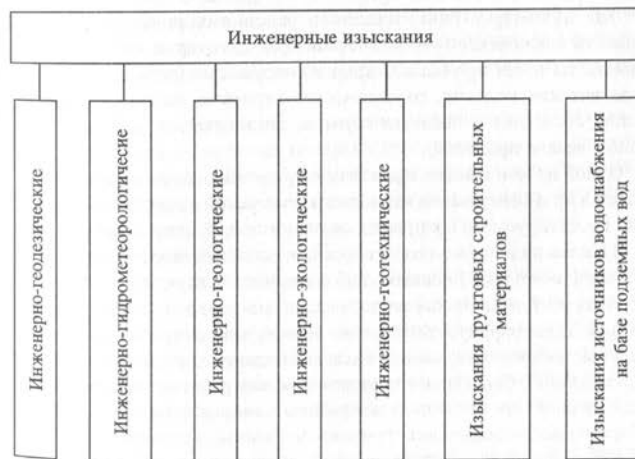 Инженерные изыскания
Инженерно-геодезические
Инженерно-гидрометеорологические
Инженерно-геологические
Инженерно-экологические
Инженерно-геотехнические
Изыскания грунтовых строительных
материалов
Изыскания источников водоснабжения
на базе подземных вод